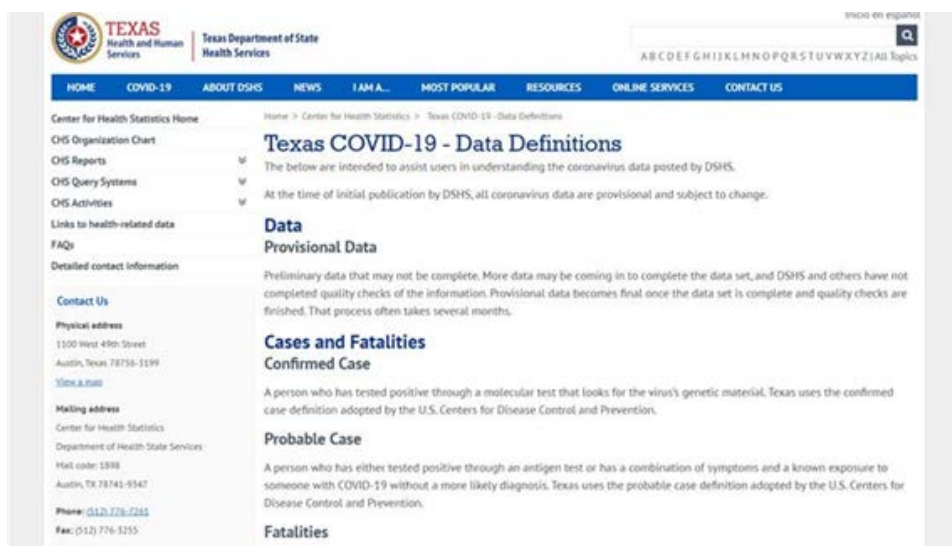 Inicio en español
TEXAS
Health and Human
Services
Texas Department of State
Health Services
A B C D E F G H I J K L M N O P Q R S T U V W X Y Z | All Topics
HOME COVID-19 ABOUT DSHS NEWS I AM A... MOST POPULAR RESOURCES ONLINE SERVICES CONTACT US
Center for Health Statistics Home
CHS Organization Chart
CHS Reports
CHS Query Systems
CHS Activities
Links to health-related data
FAQs
Detailed contact information
Contact Us
Physical address
1100 West 49th Street
Austin, Texas 78756-3199
View a map
Mailing address
Center for Health Statistics
Department of Health State Services
Mail code: 1898
Austin, TX 78741-9347
Phone: (512) 776-7261
Fax: (512) 776-3255
Home > Center for Health Statistics > Texas COVID-19 - Data Definitions
Texas COVID-19 - Data Definitions
The below are intended to assist users in understanding the coronavirus data posted by DSHS.
At the time of initial publication by DSHS, all coronavirus data are provisional and subject to change.
Data
Provisional Data
Preliminary data that may not be complete. More data may be coming in to complete the data set, and DSHS and others have not
completed quality checks of the information. Provisional data becomes final once the data set is complete and quality checks are
finished. That process often takes several months.
Cases and Fatalities
Confirmed Case
A person who has tested positive through a molecular test that looks for the virus's genetic material. Texas uses the confirmed
case definition adopted by the U.S. Centers for Disease Control and Prevention.
Probable Case
A person who has either tested positive through an antigen test or has a combination of symptoms and a known exposure to
someone with COVID-19 without a more likely diagnosis. Texas uses the probable case definition adopted by the U.S. Centers for
Disease Control and Prevention.
Fatalities